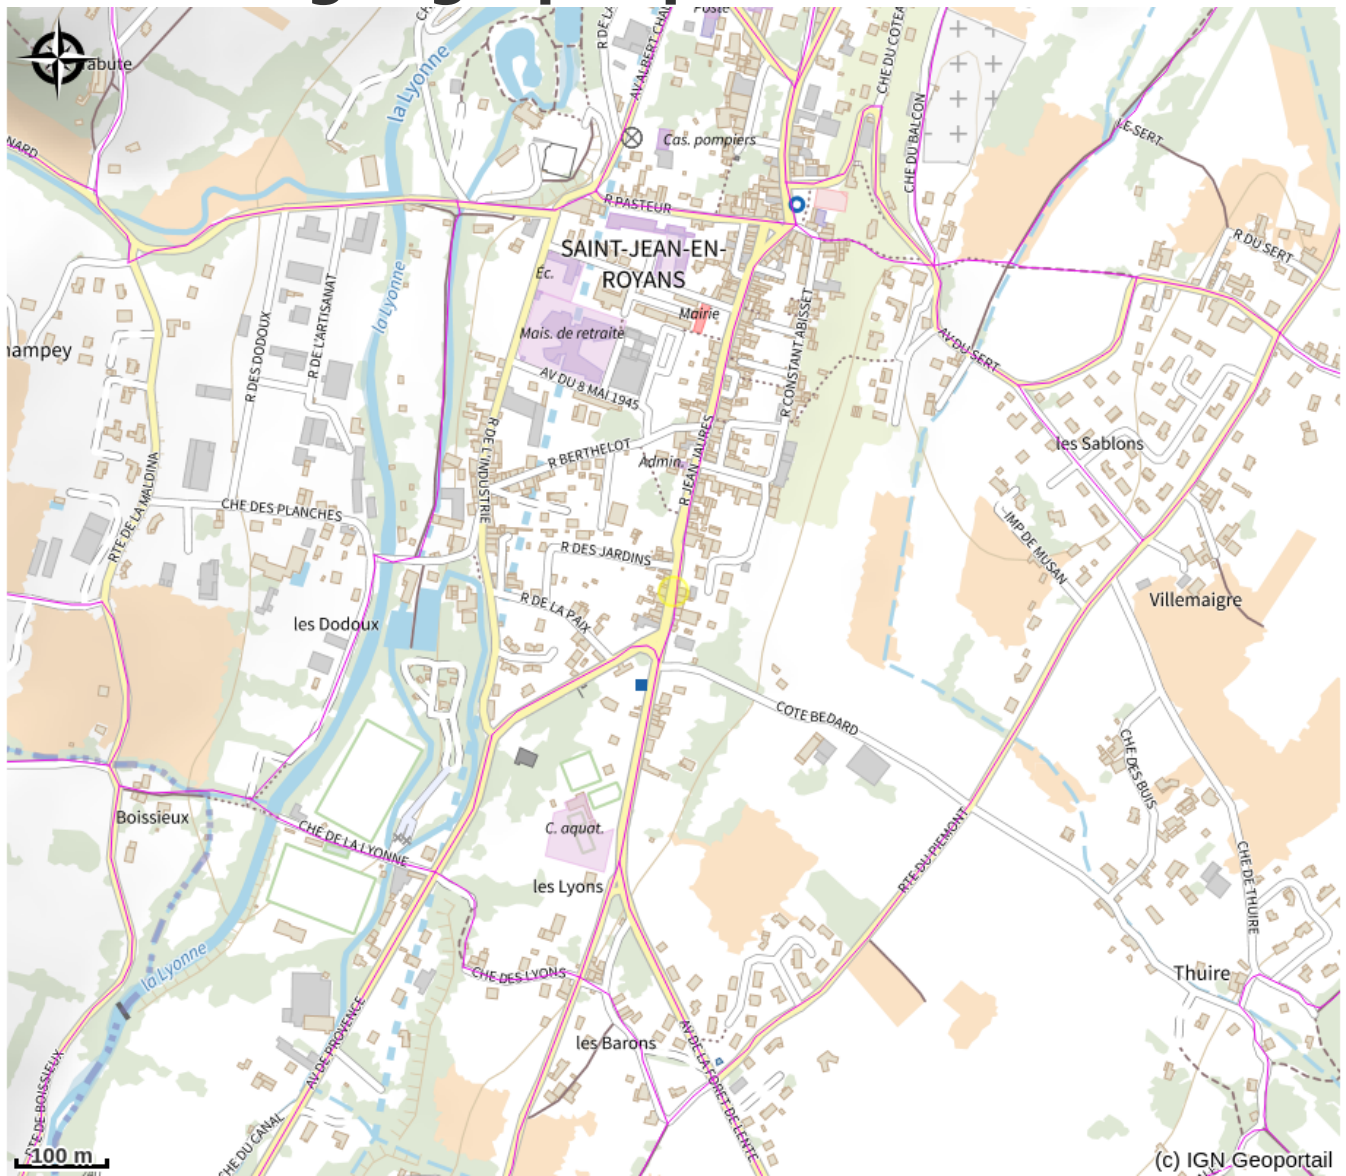 Poste
la Lyonne
AV ALBERT CHA
CHE DU COTEA
R DE LA
abute
Cas. pompiers
LE SERT
NARD
CHE DU BALCON
R PASTEUR
R DU SERT
SAINT-JEAN-EN-
ROYANS
Éc.
la Lyonne
Mairie
Mais. de retraite
R DES DODOUX
R DE L'ARTISANAT
R CONSTANT ABISSET
AV DU SERT
hampey
AV DU 8 MAI 1945
R DE L'INDUSTRIE
R BERTHELOT
les Sablons
Admin.
R JEAN JAURES
RTE DE LA MALDINA
CHE DES PLANCHES
IMP DE MUSAN
R DES JARDINS
Villemaigre
R DE LA PAIX
les Dodoux
COTE BEDARD
CHE DES BUIS
Boissieux
CHE DE LA LYONNE
C. aquat.
RTE DU PIEMONT
CHE DE THUIRE
les Lyons
la Lyonne
CHE DES LYONS
Thuire
AV DE PROVENCE
les Barons
AV DE LA FORET DE LENTE
TE DE BOISSIEUX
CHE DU CANAL
100 m
(c) IGN Geoportail